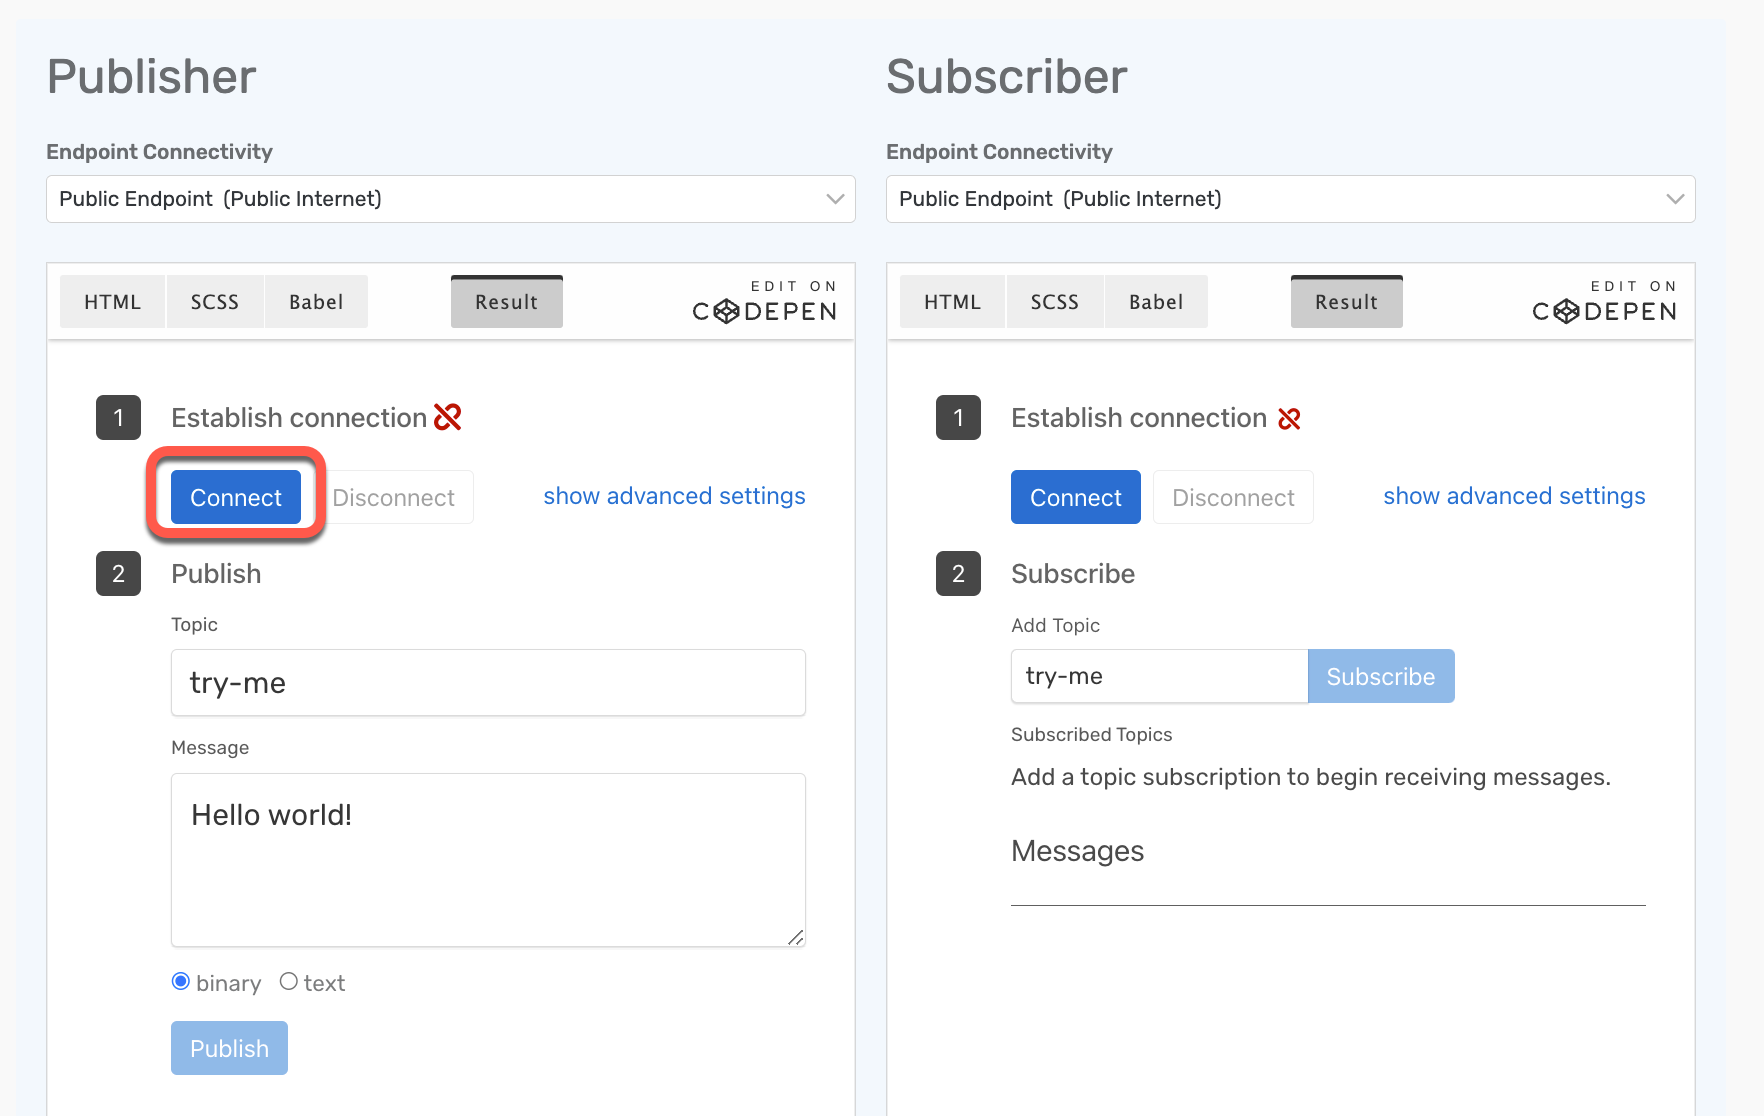 Publisher
Endpoint Connectivity
Public Endpoint (Public Internet)
HTML
SCSS
Babel
Result
EDIT ON
CODEPEN
1
Establish connection
Connect
Disconnect
show advanced settings
2
Publish
Topic
try-me
Message
Hello world!
binary
text
Publish
Subscriber
Endpoint Connectivity
Public Endpoint (Public Internet)
HTML
SCSS
Babel
Result
EDIT ON
CODEPEN
1
Establish connection
Connect
Disconnect
show advanced settings
2
Subscribe
Add Topic
try-me
Subscribe
Subscribed Topics
Add a topic subscription to begin receiving messages.
Messages